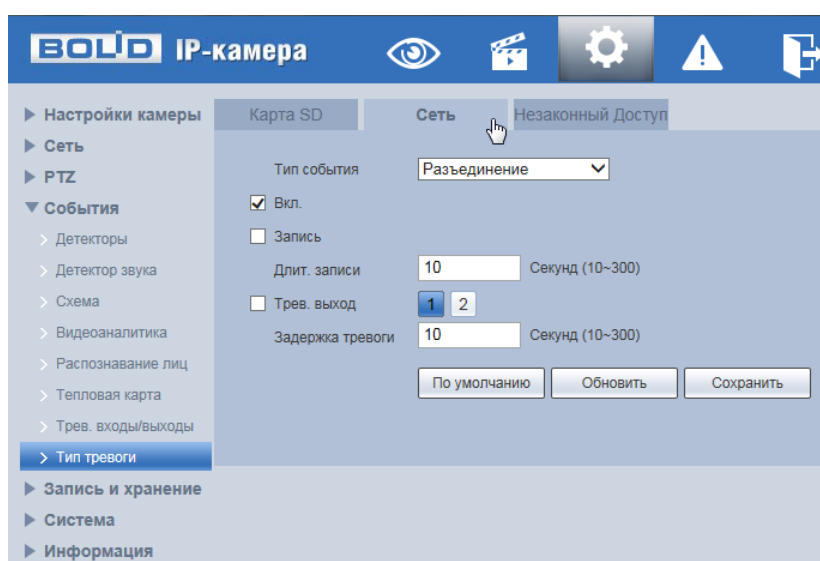 BOLID IP-камера
Настройки камеры
Сеть
PTZ
События
Детекторы
Детектор звука
Схема
Видеоаналитика
Распознавание лиц
Тепловая карта
Трев. входы/выходы
Тип тревоги
Запись и хранение
Система
Информация
Карта SD Сеть Незаконный Доступ
Тип события Разъединение
Вкл.
Запись
Длит. записи 10 Секунд (10~300)
Трев. выход 1 2
Задержка тревоги 10 Секунд (10~300)
По умолчанию Обновить Сохранить